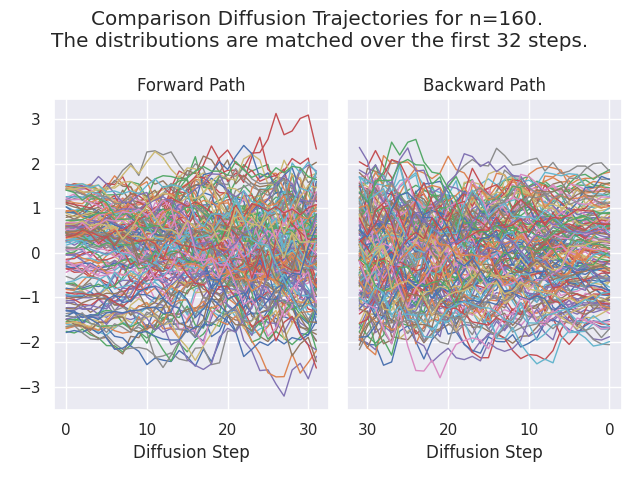 Comparison Diffusion Trajectories for n=160.
The distributions are matched over the first 32 steps.
Forward Path
Backward Path
3
2
1
0
−1
−2
−3
0 10 20 30
30 20 10 0
Diffusion Step
Diffusion Step